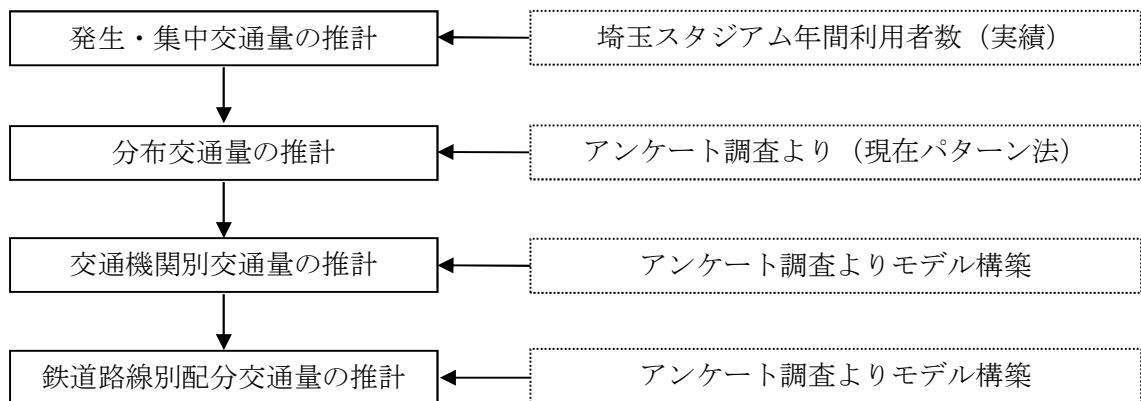 発生・集中交通量の推計
埼玉スタジアム年間利用者数（実績）
分布交通量の推計
アンケート調査より（現在パターン法）
交通機関別交通量の推計
アンケート調査よりモデル構築
鉄道路線別配分交通量の推計
アンケート調査よりモデル構築